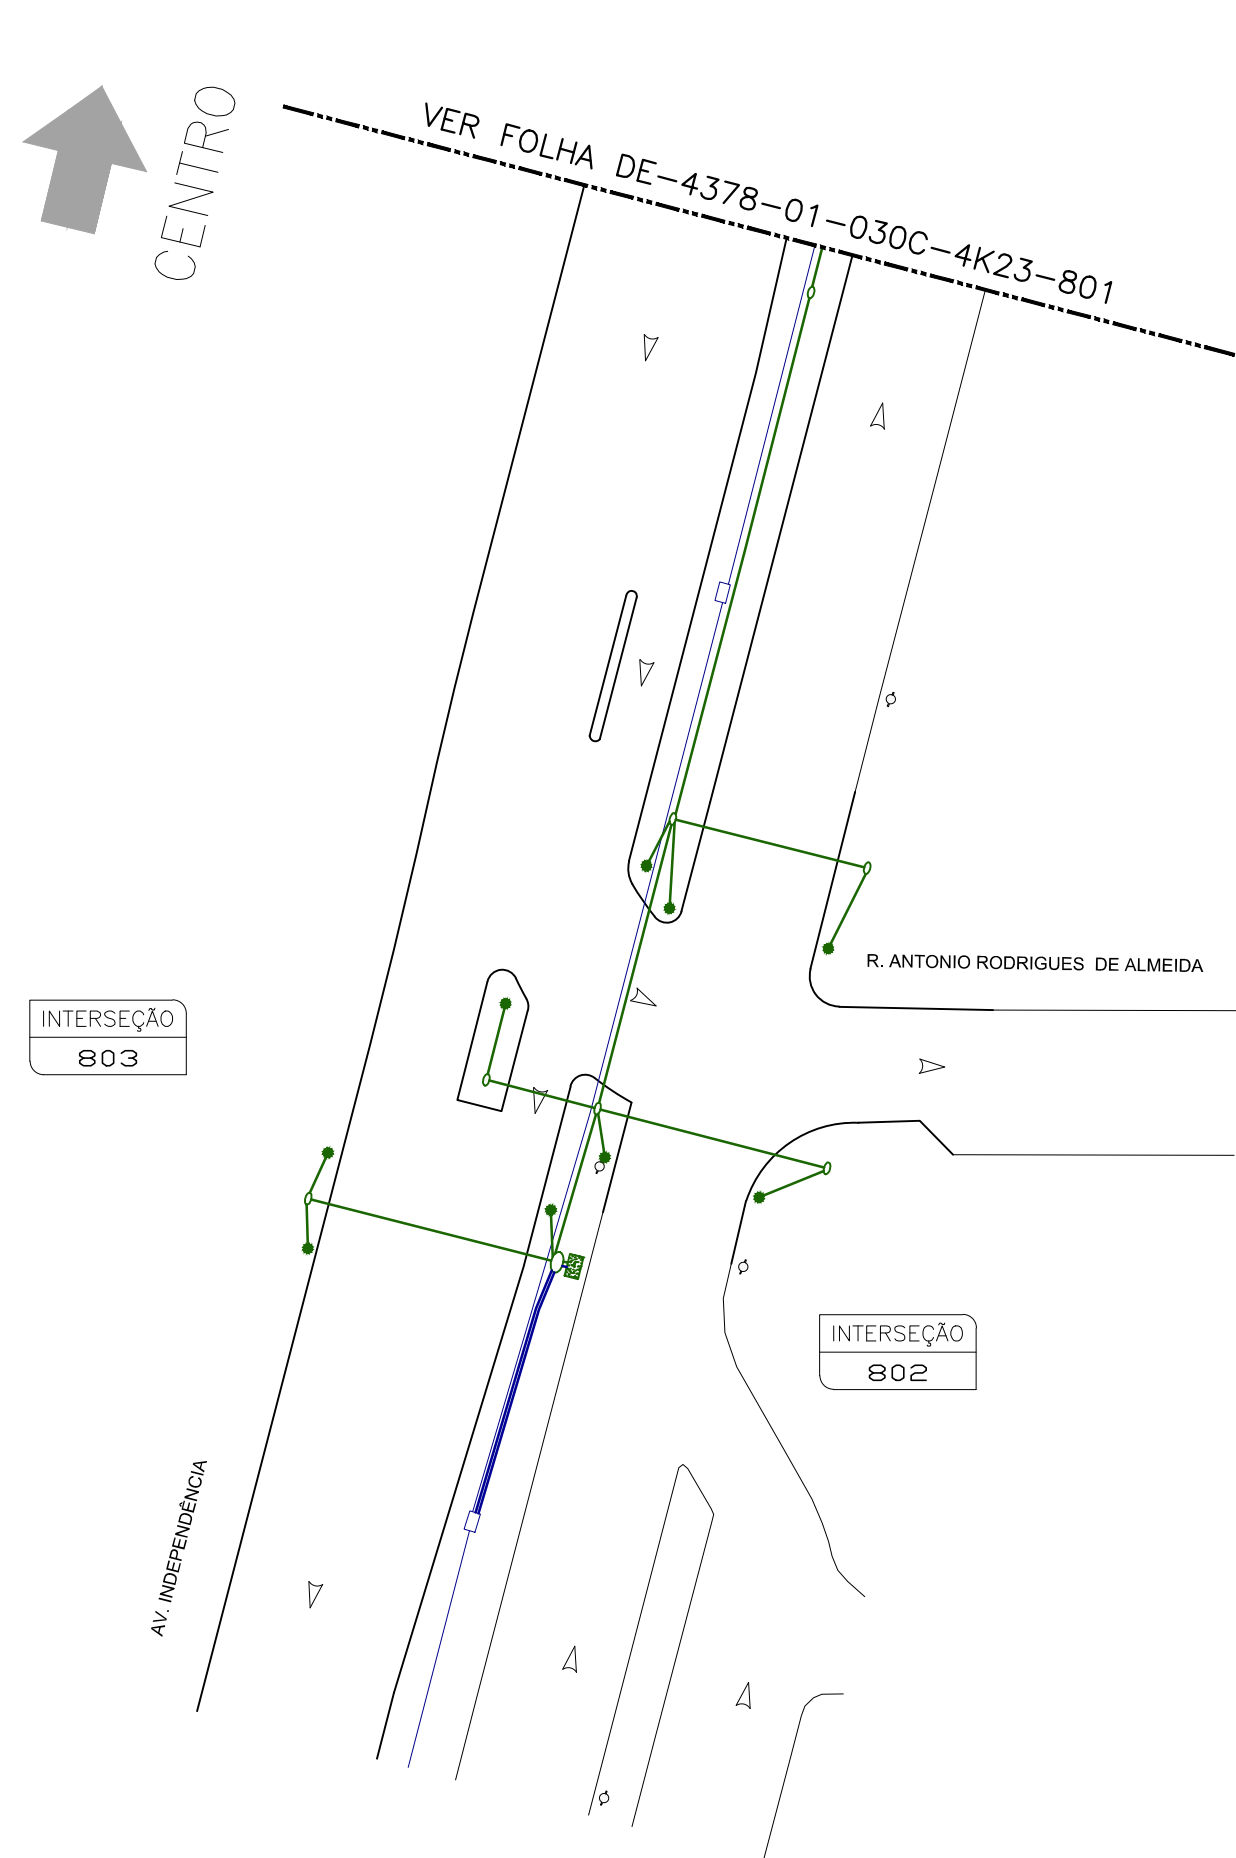 CENTRO
VER FOLHA DE-4378-01-030C-4K23-801
R. ANTONIO RODRIGUES DE ALMEIDA
INTERSEÇÃO
803
INTERSEÇÃO
802
AV. INDEPENDÊNCIA